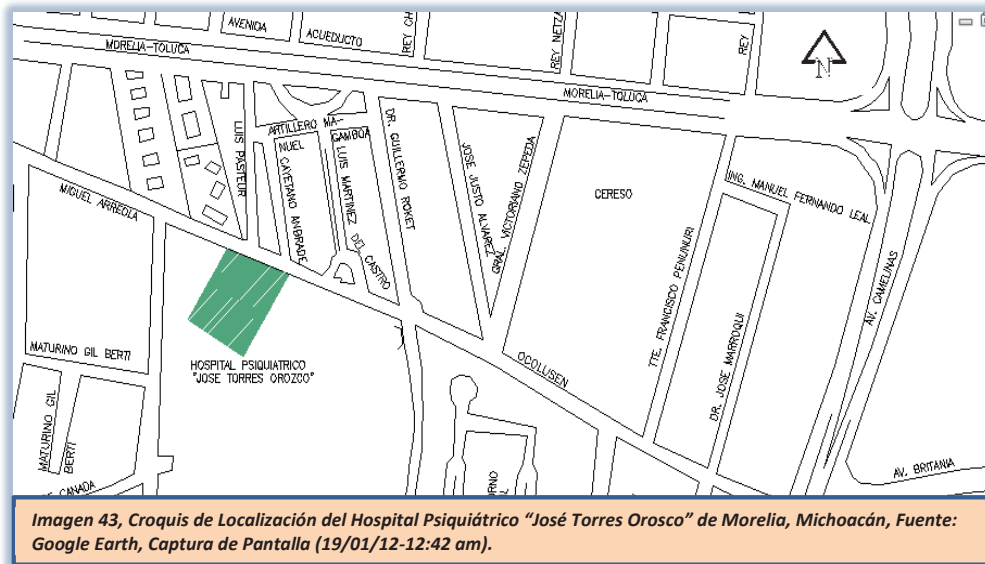 AVENIDA
ACUEDUCTO
REY CH
REY NETZA
REY
MORELIA-TOLUCA
MORELIA-TOLUCA
N
LUIS PASTEUR
ARTILLERO MA-
NUEL
GAMBOA
CAYETANO ANDRADE
LUIS MARTINEZ DEL CASTRO
DR. GUILLERMO ROKET
JOSE JUSTO ALVAREZ
GRAL. VICTORIANO ZEPEDA
CERESO
ING. MANUEL FERNANDO LEAL
MIGUEL ARREOLA
TTE. FRANCISCO PENUNURI
AV. CAMELINAS
MATURINO GIL BERTI
HOSPITAL PSIQUIATRICO
"JOSE TORRES OROZCO"
OCOLUSEN
DR. JOSE MARROQUI
MATURINO GIL
BERTI
CANADA
ORNO
AV. BRITANIA
Imagen 43, Croquis de Localización del Hospital Psiquiátrico “José Torres Orosco” de Morelia, Michoacán, Fuente:
Google Earth, Captura de Pantalla (19/01/12-12:42 am).